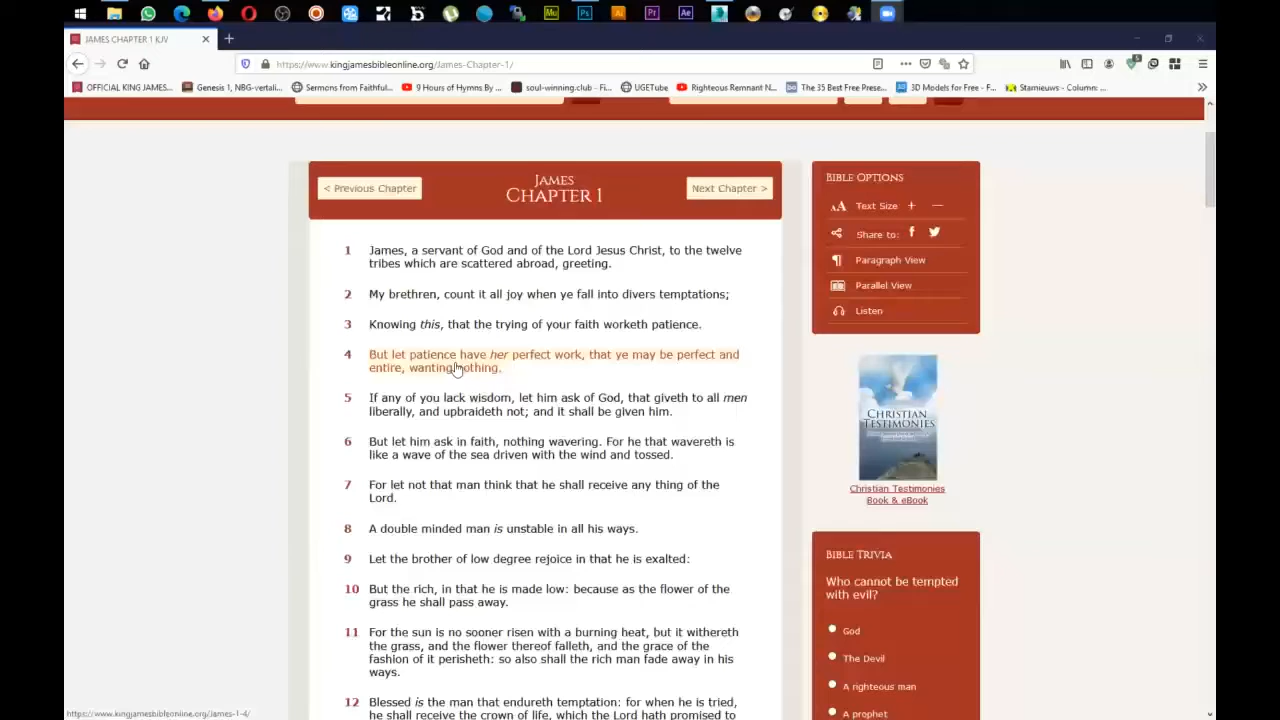 JAMES CHAPTER 1 KJV
https://www.kingjamesbibleonline.org/James-Chapter-1/
OFFICIAL KING JAMES...
Genesis 1, NBG-vertali...
Sermons from Faithful...
9 Hours of Hymns By ...
soul-winning.club - Fi...
UGETube
Righteous Remnant N...
The 35 Best Free Prese...
3D Models for Free - F...
Starnieuws - Column: ...
< Previous Chapter
JAMES
CHAPTER 1
Next Chapter >
1 James, a servant of God and of the Lord Jesus Christ, to the twelve
tribes which are scattered abroad, greeting.
2 My brethren, count it all joy when ye fall into divers temptations;
3 Knowing this, that the trying of your faith worketh patience.
4 But let patience have her perfect work, that ye may be perfect and
entire, wanting nothing.
5 If any of you lack wisdom, let him ask of God, that giveth to all men
liberally, and upbraideth not; and it shall be given him.
6 But let him ask in faith, nothing wavering. For he that wavereth is
like a wave of the sea driven with the wind and tossed.
7 For let not that man think that he shall receive any thing of the
Lord.
8 A double minded man is unstable in all his ways.
9 Let the brother of low degree rejoice in that he is exalted:
10 But the rich, in that he is made low: because as the flower of the
grass he shall pass away.
11 For the sun is no sooner risen with a burning heat, but it withereth
the grass, and the flower thereof falleth, and the grace of the
fashion of it perisheth: so also shall the rich man fade away in his
ways.
12 Blessed is the man that endureth temptation: for when he is tried,
he shall receive the crown of life, which the Lord hath promised to
BIBLE OPTIONS
AA Text Size + —
Share to:
Paragraph View
Parallel View
Listen
CHRISTIAN
TESTIMONIES
Christian Testimonies
Book & eBook
BIBLE TRIVIA
Who cannot be tempted
with evil?
God
The Devil
A righteous man
A prophet
https://www.kingjamesbibleonline.org/James-1-4/
Mu
Ps
Ai
Pr
Ae